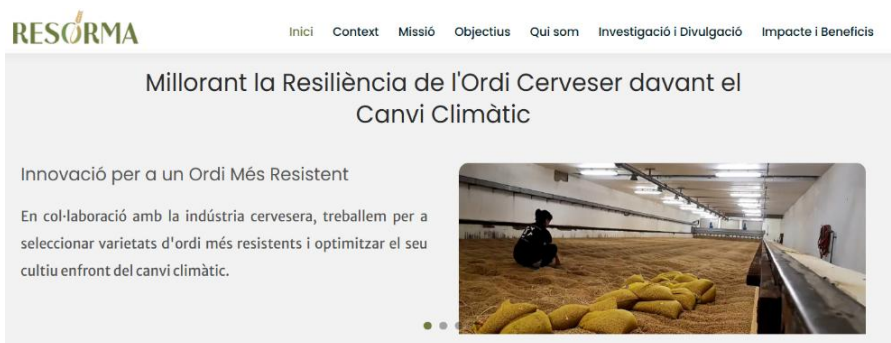 RESORMA
Inici Context Missió Objectius Qui som Investigació i Divulgació Impacte i Beneficis
Millorant la Resiliència de l'Ordi Cerveser davant el
Canvi Climàtic
Innovació per a un Ordi Més Resistent
En col·laboració amb la indústria cervesera, treballem per a
seleccionar varietats d'ordi més resistents i optimitzar el seu
cultiu enfront del canvi climàtic.